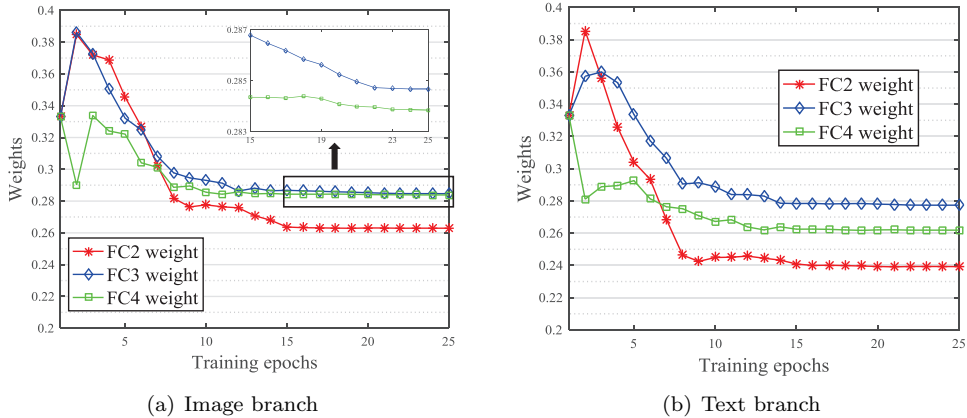 0.4
0.38
0.36
0.34
0.32
0.3
0.28
0.26
0.24
0.22
0.2
Weights
5 10 15 20 25
Training epochs
FC2 weight
FC3 weight
FC4 weight
0.287
0.285
0.283
15 17 19 21 23 25
(a) Image branch
0.4
0.38
0.36
0.34
0.32
0.3
0.28
0.26
0.24
0.22
0.2
Weights
5 10 15 20 25
Training epochs
FC2 weight
FC3 weight
FC4 weight
(b) Text branch